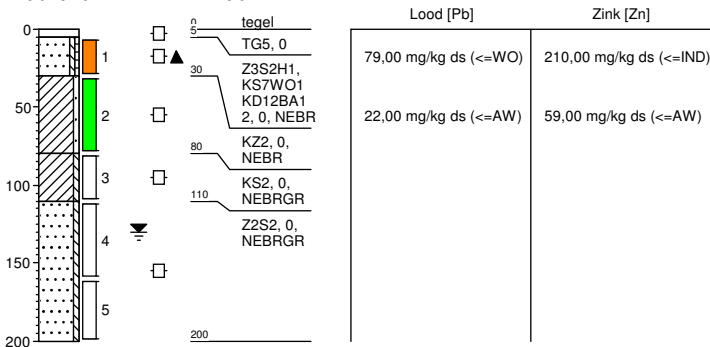 0
50
100
150
200
1
2
3
4
5
0
5
30
80
110
200
tegel
TG5, 0
Z3S2H1,
KS7WO1
KD12BA1
2, 0, NEBR
KZ2, 0,
NEBR
KS2, 0,
NEBRGR
Z2S2, 0,
NEBRGR
Lood [Pb] Zink [Zn]
79,00 mg/kg ds (<=WO) 210,00 mg/kg ds (<=IND)
22,00 mg/kg ds (<=AW) 59,00 mg/kg ds (<=AW)